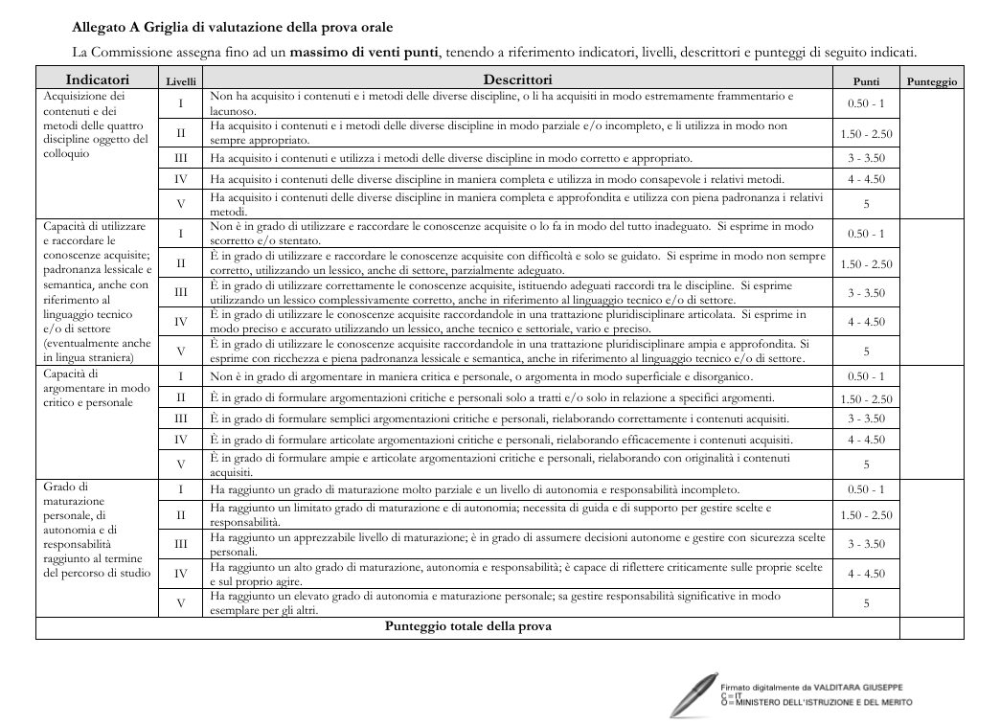 Allegato A Griglia di valutazione della prova orale
La Commissione assegna fino ad un massimo di venti punti, tenendo a riferimento indicatori, livelli, descrittori e punteggi di seguito indicati.
Indicatori Livelli Descrittori Punti Punteggio
Acquisizione dei
contenuti e dei
metodi delle quattro
discipline oggetto del
colloquio
I
Non ha acquisito i contenuti e i metodi delle diverse discipline, o li ha acquisiti in modo estremamente frammentario e
lacunoso.
0.50 - 1
II
Ha acquisito i contenuti e i metodi delle diverse discipline in modo parziale e/o incompleto, e li utilizza in modo non
sempre appropriato.
1.50 - 2.50
III
Ha acquisito i contenuti e utilizza i metodi delle diverse discipline in modo corretto e appropriato.
3 - 3.50
IV
Ha acquisito i contenuti delle diverse discipline in maniera completa e utilizza in modo consapevole i relativi metodi.
4 - 4.50
V
Ha acquisito i contenuti delle diverse discipline in maniera completa e approfondita e utilizza con piena padronanza i relativi
metodi.
5
Capacità di utilizzare
e raccordare le
conoscenze acquisite;
padronanza lessicale e
semantica, anche con
riferimento al
linguaggio tecnico
e/o di settore
(eventualmente anche
in lingua straniera)
I
Non è in grado di utilizzare e raccordare le conoscenze acquisite o lo fa in modo del tutto inadeguato. Si esprime in modo
scorretto e/o stentato.
0.50 - 1
II
È in grado di utilizzare e raccordare le conoscenze acquisite con difficoltà e solo se guidato. Si esprime in modo non sempre
corretto, utilizzando un lessico, anche di settore, parzialmente adeguato.
1.50 - 2.50
III
È in grado di utilizzare correttamente le conoscenze acquisite, istituendo adeguati raccordi tra le discipline. Si esprime
utilizzando un lessico complessivamente corretto, anche in riferimento al linguaggio tecnico e/o di settore.
3 - 3.50
IV
È in grado di utilizzare le conoscenze acquisite raccordandole in una trattazione pluridisciplinare articolata. Si esprime in
modo preciso e accurato utilizzando un lessico, anche tecnico e settoriale, vario e preciso.
4 - 4.50
V
È in grado di utilizzare le conoscenze acquisite raccordandole in una trattazione pluridisciplinare ampia e approfondita. Si
esprime con ricchezza e piena padronanza lessicale e semantica, anche in riferimento al linguaggio tecnico e/o di settore.
5
Capacità di
argomentare in modo
critico e personale
I
Non è in grado di argomentare in maniera critica e personale, o argomenta in modo superficiale e disorganico.
0.50 - 1
II
È in grado di formulare argomentazioni critiche e personali solo a tratti e/o solo in relazione a specifici argomenti.
1.50 - 2.50
III
È in grado di formulare semplici argomentazioni critiche e personali, rielaborando correttamente i contenuti acquisiti.
3 - 3.50
IV
È in grado di formulare articolate argomentazioni critiche e personali, rielaborando efficacemente i contenuti acquisiti.
4 - 4.50
V
È in grado di formulare ampie e articolate argomentazioni critiche e personali, rielaborando con originalità i contenuti
acquisiti.
5
Grado di
maturazione
personale, di
autonomia e di
responsabilità
raggiunto al termine
del percorso di studio
I
Ha raggiunto un grado di maturazione molto parziale e un livello di autonomia e responsabilità incompleto.
0.50 - 1
II
Ha raggiunto un limitato grado di maturazione e di autonomia; necessita di guida e di supporto per gestire scelte e
responsabilità.
1.50 - 2.50
III
Ha raggiunto un apprezzabile livello di maturazione; è in grado di assumere decisioni autonome e gestire con sicurezza scelte
personali.
3 - 3.50
IV
Ha raggiunto un alto grado di maturazione, autonomia e responsabilità; è capace di riflettere criticamente sulle proprie scelte
e sul proprio agire.
4 - 4.50
V
Ha raggiunto un elevato grado di autonomia e maturazione personale; sa gestire responsabilità significative in modo
esemplare per gli altri.
5
Punteggio totale della prova
Firmato digitalmente da VALDITARA GIUSEPPE
C=IT
O=MINISTERO DELL'ISTRUZIONE E DEL MERITO